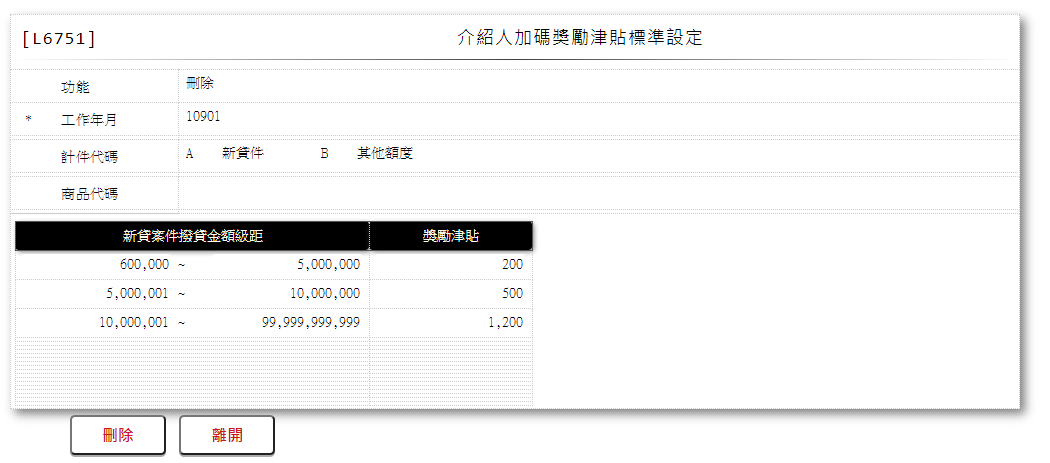 [L6751] 介紹人加碼獎勵津貼標準設定
功能 刪除
* 工作年月 10901
計件代碼 A 新貸件 B 其他額度
商品代碼
新貸案件撥貸金額級距 獎勵津貼
600,000 ~ 5,000,000 200
5,000,001 ~ 10,000,000 500
10,000,001 ~ 99,999,999,999 1,200
刪除 離開